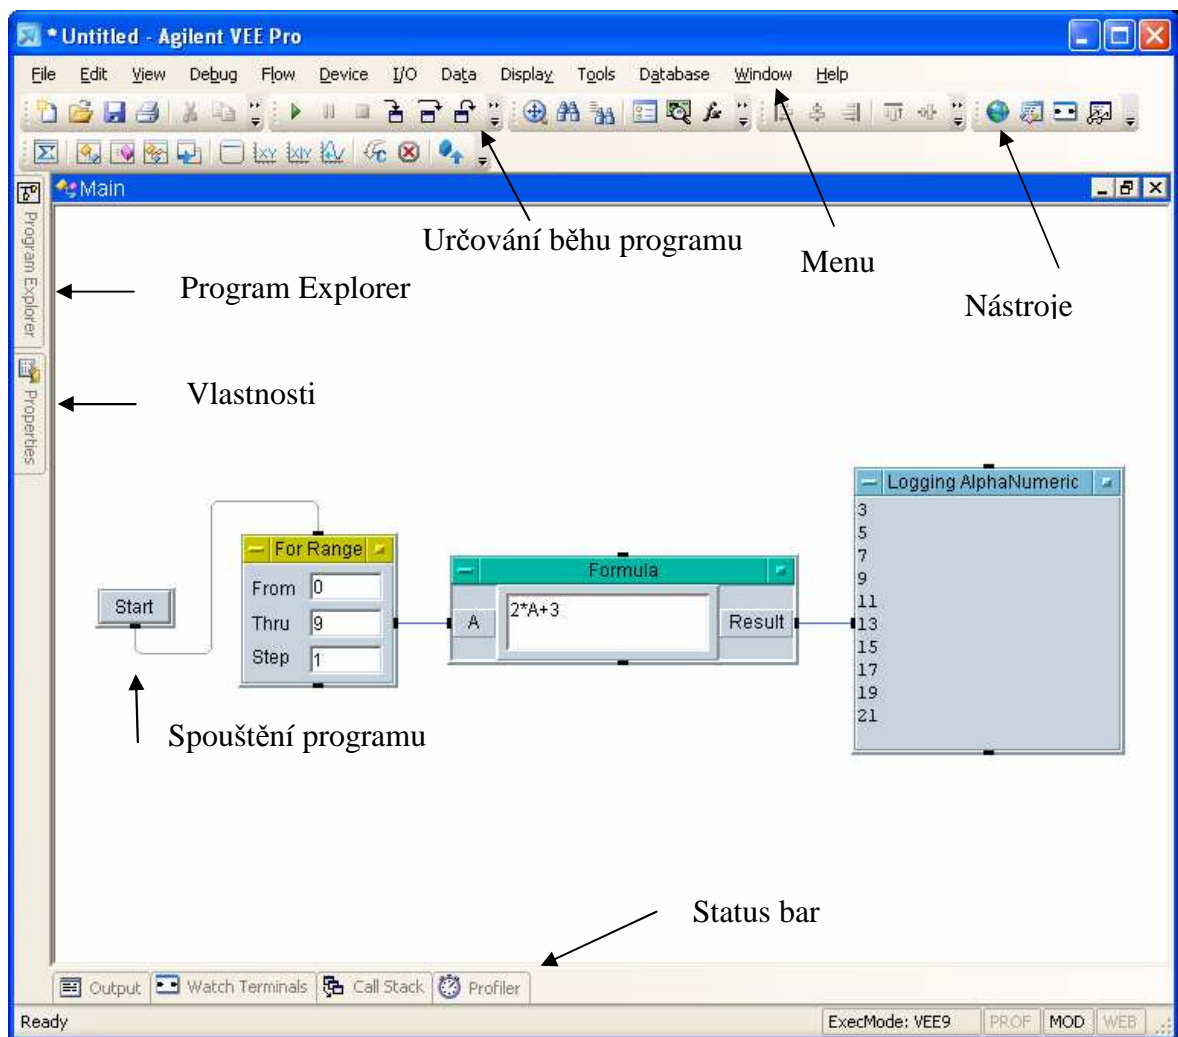 * Untitled - Agilent VEE Pro
File Edit View Debug Flow Device I/O Data Display Tools Database Window Help
Main
Program Explorer
Properties
Určování běhu programu
Menu
Program Explorer
Nástroje
Vlastnosti
Logging AlphaNumeric
3
5
7
9
11
13
15
17
19
21
For Range
From 0
Thru 9
Step 1
Start
Formula
A 2*A+3 Result
Spouštění programu
Status bar
Output Watch Terminals Call Stack Profiler
Ready ExecMode: VEE9 PROF MOD WEB